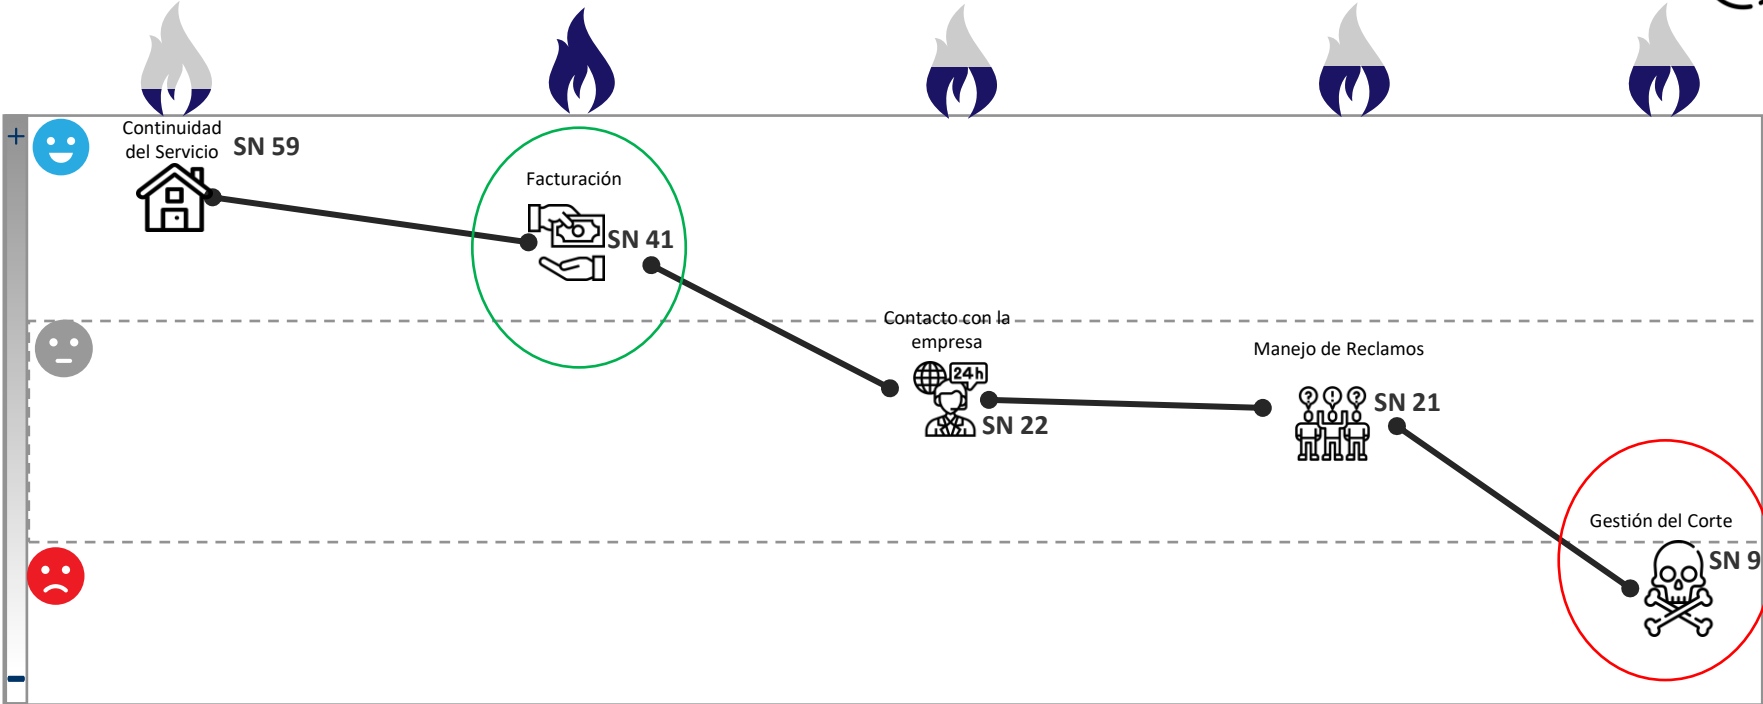 +
Continuidad
del Servicio
SN 59
Facturación
SN 41
Contacto con la
empresa
24h
SN 22
Manejo de Reclamos
? ! ?
SN 21
Gestión del Corte
SN 9